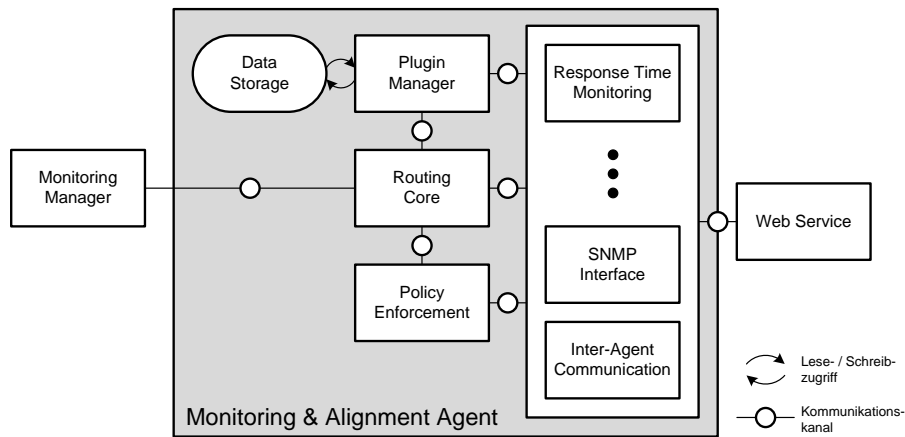 Data
Storage
Plugin
Manager
Response Time
Monitoring
Monitoring
Manager
Routing
Core
Web Service
SNMP
Interface
Policy
Enforcement
Inter-Agent
Communication
Monitoring & Alignment Agent
Lese- / Schreib-
zugriff
Kommunikations-
kanal